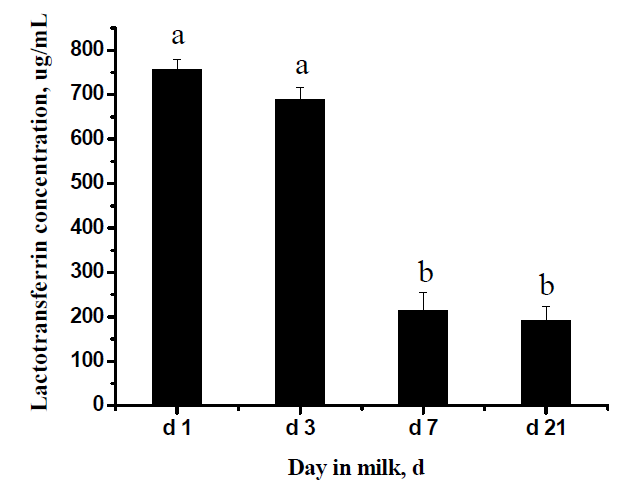 Lactotransferrin concentration, ug/mL
800
700
600
500
400
300
200
100
0
a
a
b
b
d 1
d 3
d 7
d 21
Day in milk, d